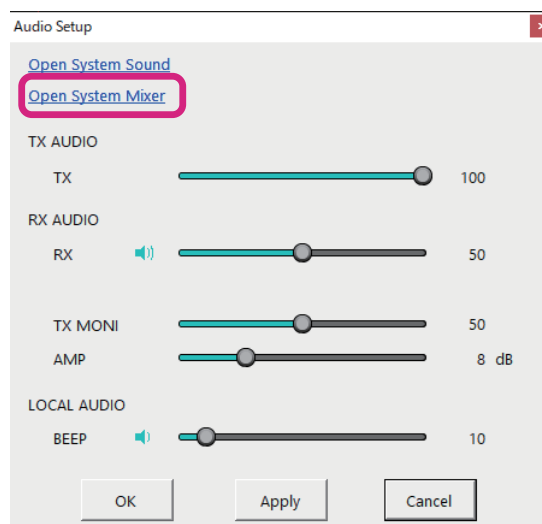 Audio Setup
Open System Sound
Open System Mixer
TX AUDIO
TX 100
RX AUDIO
RX 50
TX MONI 50
AMP 8 dB
LOCAL AUDIO
BEEP 10
OK Apply Cancel